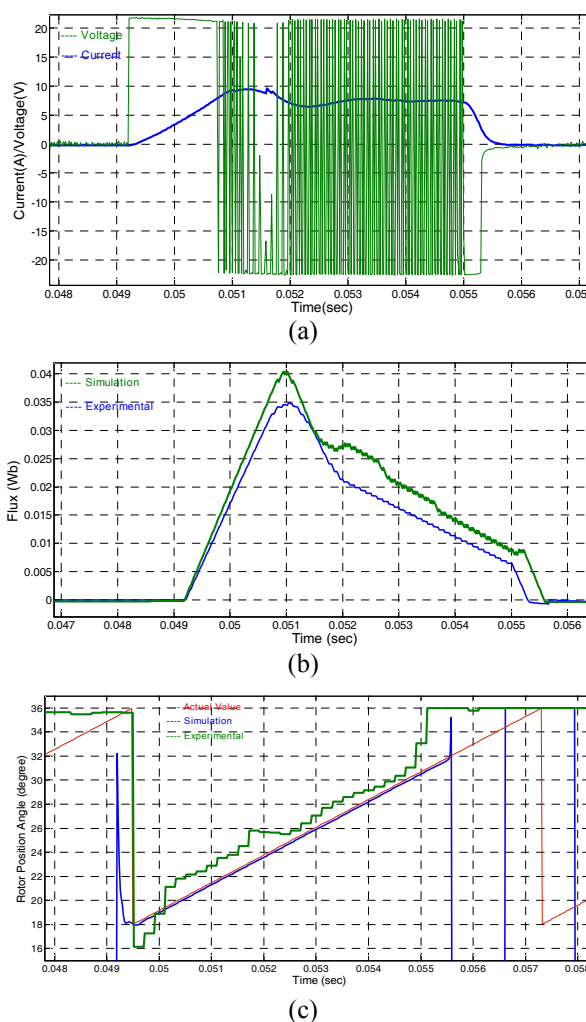 20
15
10
5
0
-5
-10
-15
-20
Voltage
Current
Current(A)/Voltage(V)
0.048 0.049 0.05 0.051 0.052 0.053 0.054 0.055 0.056
Time(sec)
(a)
0.04
0.035
0.03
0.025
0.02
0.015
0.01
0.005
0
Simulation
Experimental
Flux (Wb)
0.047 0.048 0.049 0.05 0.051 0.052 0.053 0.054 0.055 0.056
Time (sec)
(b)
36
34
32
30
28
26
24
22
20
18
16
Actual Value
Simulation
Experimental
Rotor Position Angle (degree)
0.048 0.049 0.05 0.051 0.052 0.053 0.054 0.055 0.056 0.057 0.058
Time (sec)
(c)